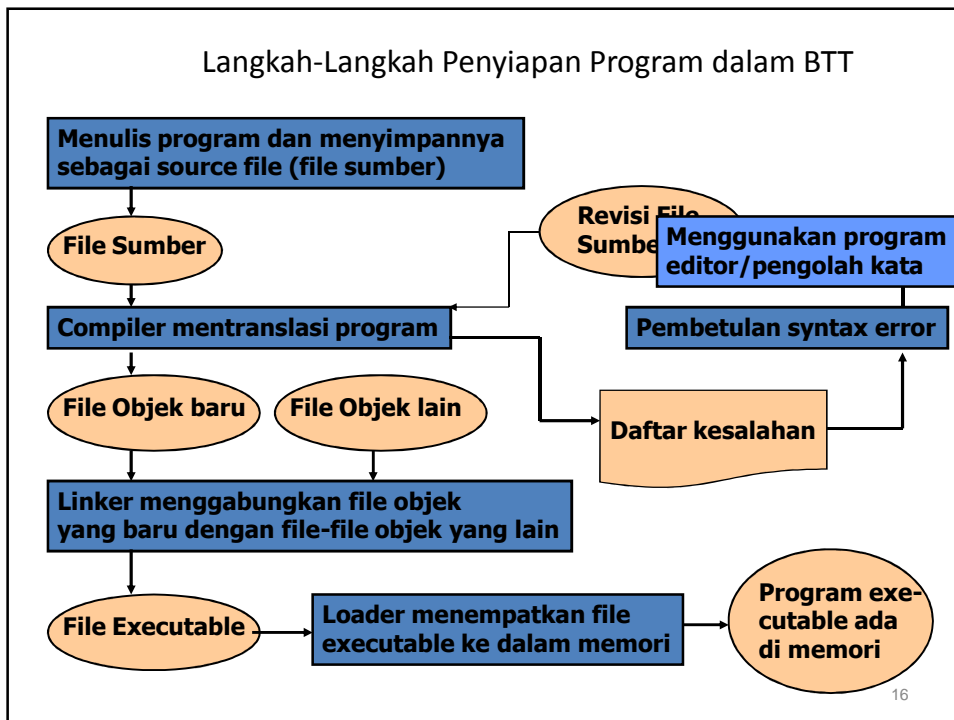 Langkah-Langkah Penyiapan Program dalam BTT
Menulis program dan menyimpannya
sebagai source file (file sumber)
File Sumber
Revisi File
Sumbe
Menggunakan program
editor/pengolah kata
Compiler mentranslasi program
Pembetulan syntax error
File Objek baru
File Objek lain
Daftar kesalahan
Linker menggabungkan file objek
yang baru dengan file-file objek yang lain
File Executable
Loader menempatkan file
executable ke dalam memori
Program exe-
cutable ada
di memori
16